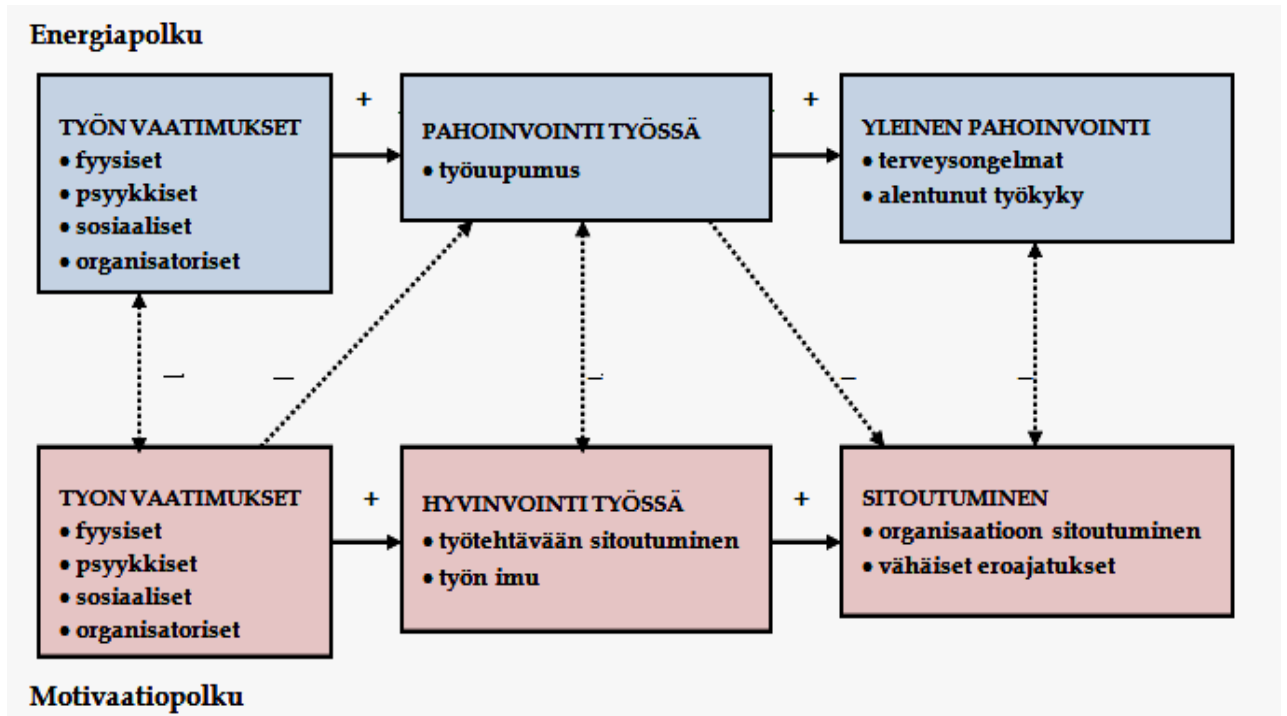 Energiapolku
+
+
TYÖN VAATIMUKSET
• fyysiset
• psyykkiset
• sosiaaliset
• organisatoriset
PAHOINVOINTI TYÖSSÄ
• työuupumus
YLEINEN PAHOINVOINTI
• terveysongelmat
• alentunut työkyky
–
–
–
–
–
TYON VAATIMUKSET
• fyysiset
• psyykkiset
• sosiaaliset
• organisatoriset
+
HYVINVOINTI TYÖSSÄ
• työtehtävään sitoutuminen
• työn imu
+
SITOUTUMINEN
• organisaatioon sitoutuminen
• vähäiset eroajatukset
Motivaatiopolku